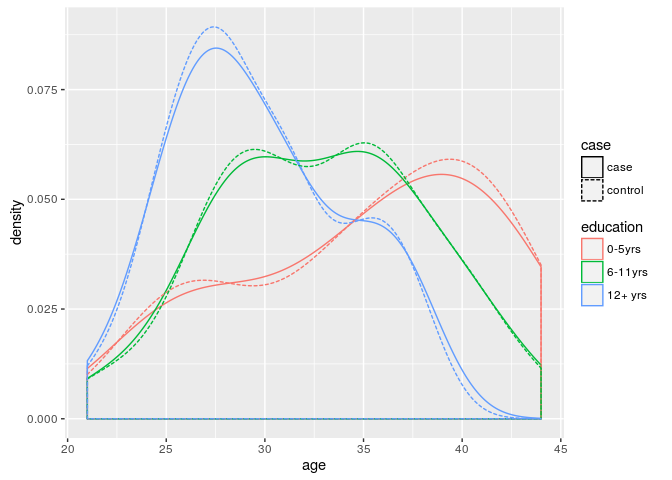 0.075
0.050
0.025
0.000
density
20 25 30 35 40 45
age
case
case
control
education
0-5yrs
6-11yrs
12+ yrs